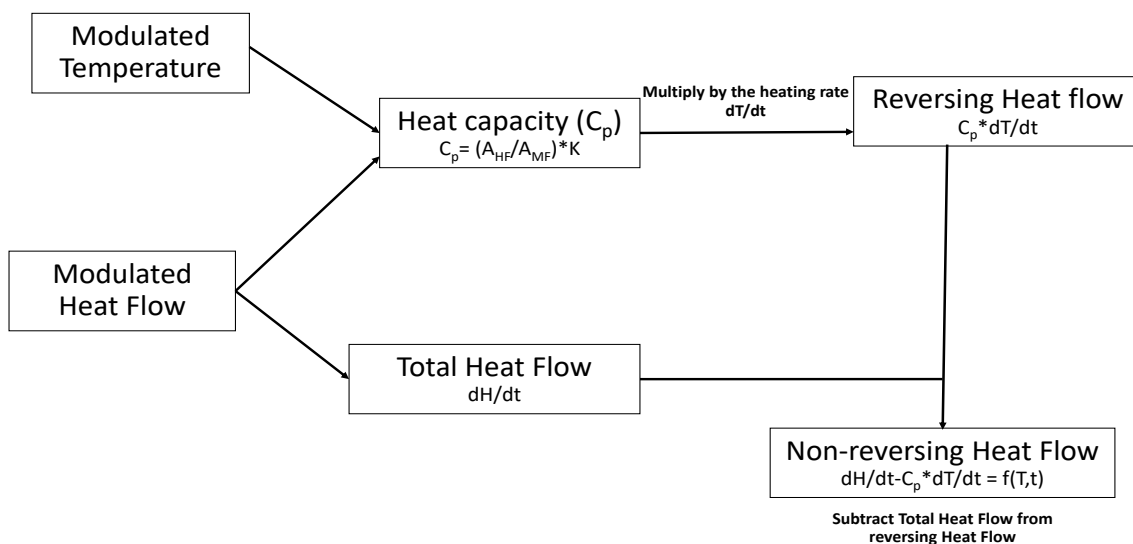 Modulated
Temperature
Multiply by the heating rate
dT/dt
Reversing Heat flow
Cp*dT/dt
Heat capacity (Cp)
Cp= (AHF/AMF)*K
Modulated
Heat Flow
Total Heat Flow
dH/dt
Non-reversing Heat Flow
dH/dt-Cp*dT/dt = f(T,t)
Subtract Total Heat Flow from
reversing Heat Flow